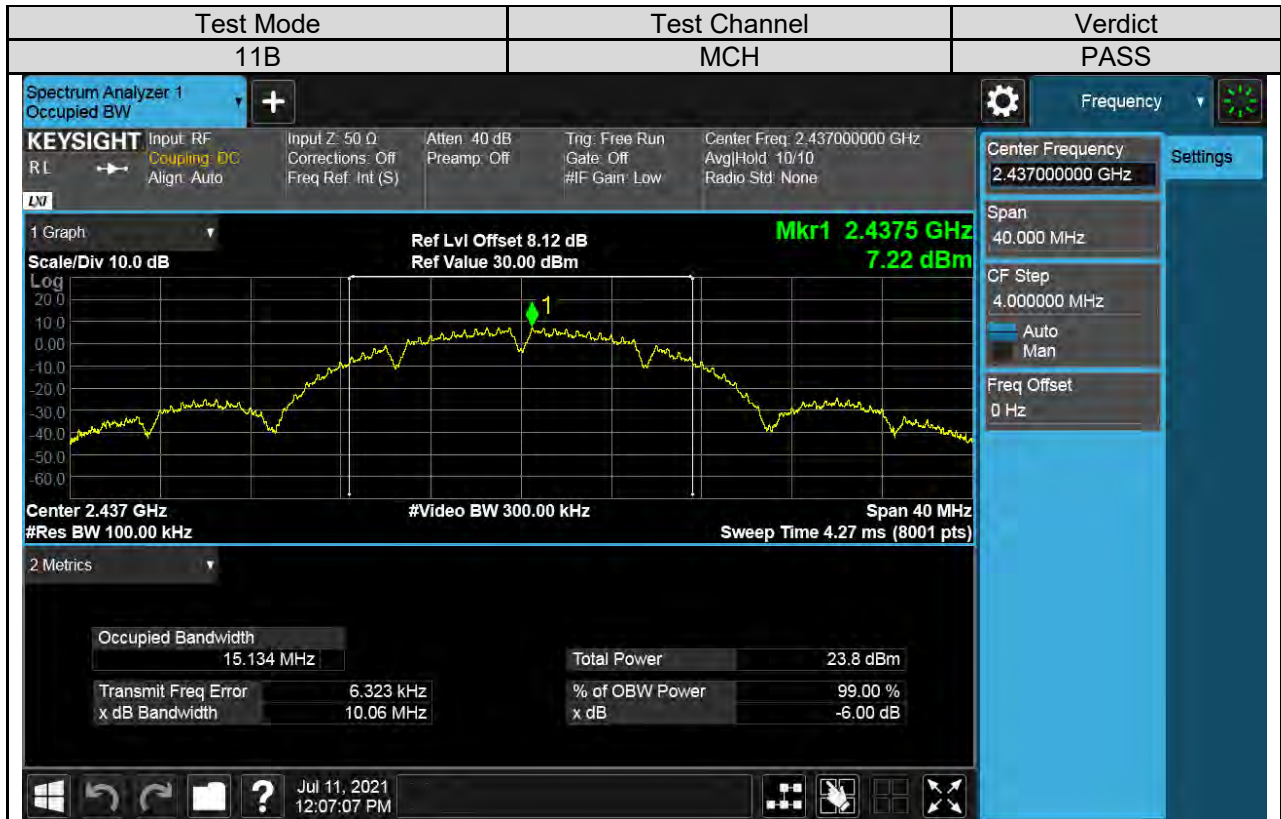 Test Mode Test Channel Verdict
11B MCH PASS
Spectrum Analyzer 1
Occupied BW
Frequency
KEYSIGHT
RL
LXI
Input: RF
Coupling: DC
Align: Auto
Input Z: 50 Ω
Corrections: Off
Freq Ref: Int (S)
Atten: 40 dB
Preamp: Off
Trig: Free Run
Gate: Off
#IF Gain: Low
Center Freq: 2.437000000 GHz
Avg|Hold: 10/10
Radio Std: None
Center Frequency
2.437000000 GHz
Settings
Span
40.000 MHz
CF Step
4.000000 MHz
Auto
Man
Freq Offset
0 Hz
1 Graph
Scale/Div 10.0 dB
Ref Lvl Offset 8.12 dB
Ref Value 30.00 dBm
Mkr1 2.4375 GHz
7.22 dBm
Log
20.0
10.0
0.00
-10.0
-20.0
-30.0
-40.0
-50.0
-60.0
1
Center 2.437 GHz
#Res BW 100.00 kHz
#Video BW 300.00 kHz
Span 40 MHz
Sweep Time 4.27 ms (8001 pts)
2 Metrics
Occupied Bandwidth
15.134 MHz
Total Power 23.8 dBm
Transmit Freq Error 6.323 kHz
% of OBW Power 99.00 %
x dB Bandwidth 10.06 MHz
x dB -6.00 dB
?
Jul 11, 2021
12:07:07 PM